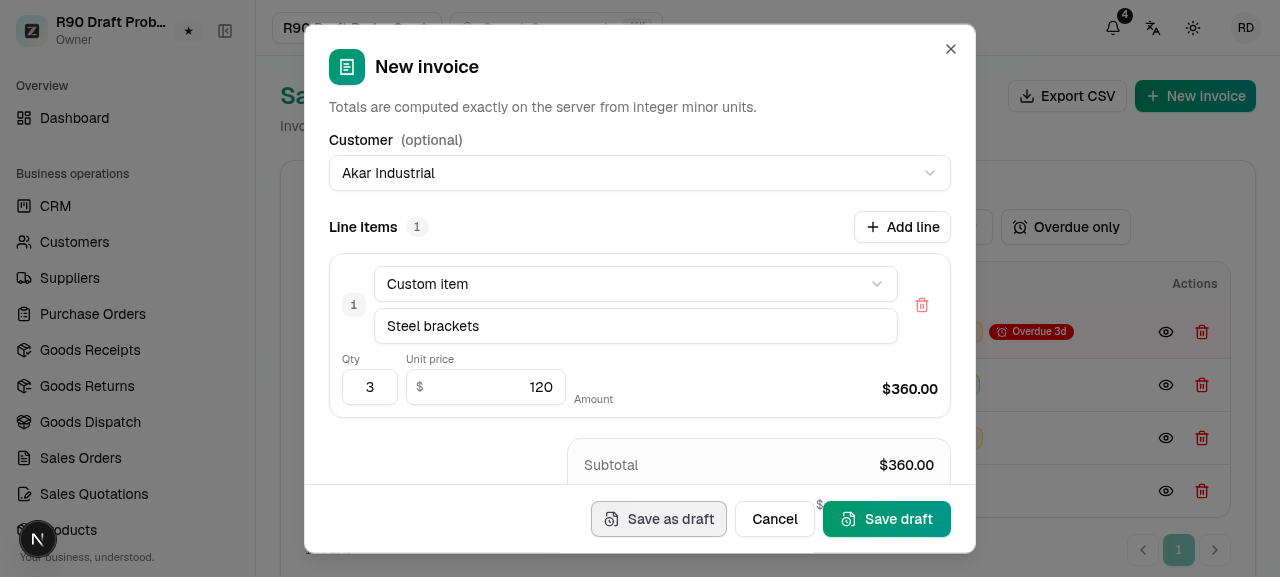 R90 Draft Prob...
Owner
4
RD
Overview
Dashboard
Business operations
CRM
Customers
Suppliers
Purchase Orders
Goods Receipts
Goods Returns
Goods Dispatch
Sales Orders
Sales Quotations
Your business, understood.
N
Export CSV
New invoice
Overdue only
Actions
Overdue 3d
1
New invoice
Totals are computed exactly on the server from integer minor units.
Customer (optional)
Akar Industrial
Line items 1
Add line
Custom item
1
Steel brackets
Qty
Unit price
3
$ 120
Amount
$360.00
Subtotal
$360.00
$
Save as draft
Cancel
Save draft